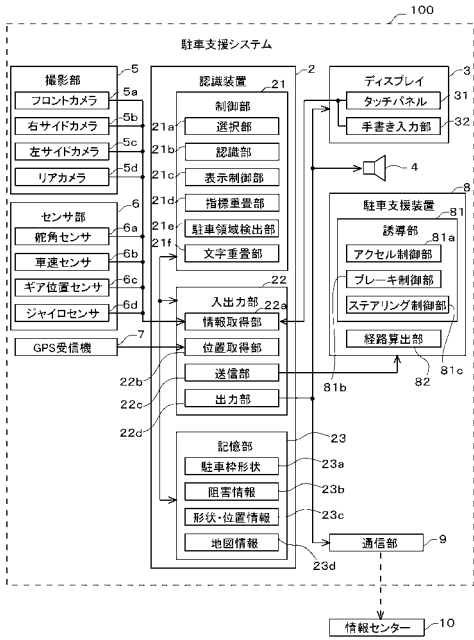 100
駐車支援システム
撮影部
5
フロントカメラ
5a
右サイドカメラ
5b
左サイドカメラ
5c
リアカメラ
5d
センサ部
6
舵角センサ
6a
車速センサ
6b
ギア位置センサ
6c
ジャイロセンサ
6d
GPS受信機
7
認識装置
2
制御部
21
選択部
21a
認識部
21b
表示制御部
21c
指標重畳部
21d
駐車領域検出部
21e
文字重畳部
21f
入出力部
22
情報取得部
22a
位置取得部
22b
送信部
22c
出力部
22d
記憶部
23
駐車枠形状
23a
阻害情報
23b
形状・位置情報
23c
地図情報
23d
ディスプレイ
3
タッチパネル
31
手書き入力部
32
4
駐車支援装置
8
誘導部
81
アクセル制御部
81a
ブレーキ制御部
81b
ステアリング制御部
81c
経路算出部
82
通信部
9
情報センター
10